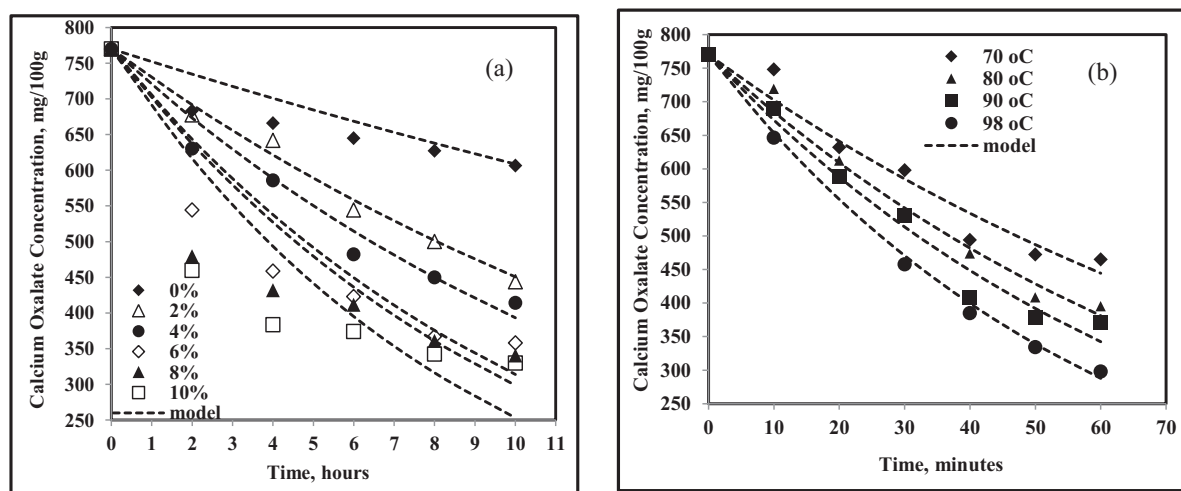 (a)
Calcium Oxalate Concentration, mg/100g
800
750
700
650
600
550
500
450
400
350
300
250
0%
2%
4%
6%
8%
10%
model
0 1 2 3 4 5 6 7 8 9 10 11
Time, hours
(b)
Calcium Oxalate Concentration, mg/100g
800
750
700
650
600
550
500
450
400
350
300
250
70 oC
80 oC
90 oC
98 oC
model
0 10 20 30 40 50 60 70
Time, minutes